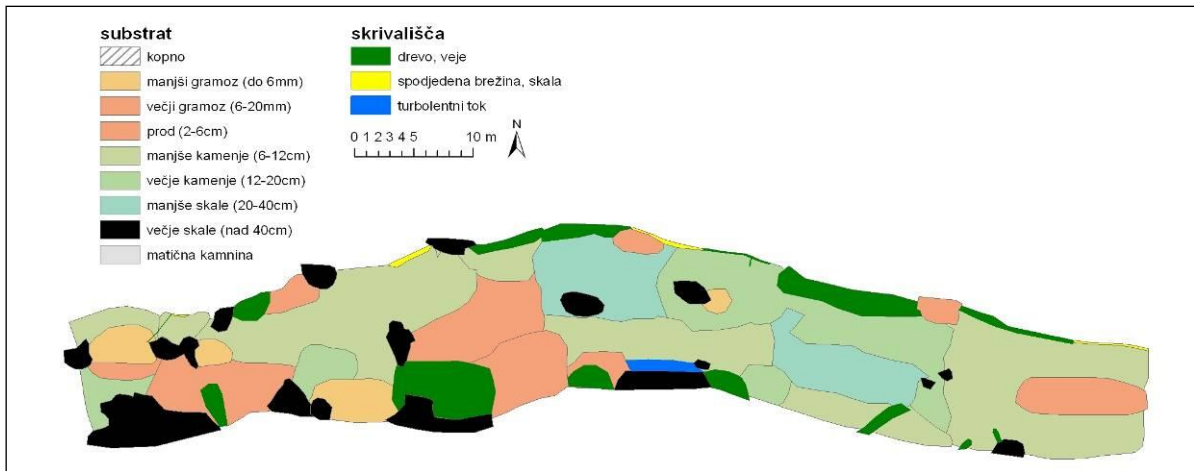 substrat
kopno
manjši gramoz (do 6mm)
večji gramoz (6-20mm)
prod (2-6cm)
manjše kamenje (6-12cm)
večje kamenje (12-20cm)
manjše skale (20-40cm)
večje skale (nad 40cm)
matična kamnina
skrivališča
drevo, veje
spodjedena brežina, skala
turbolentni tok
0 1 2 3 4 5 10 m
N